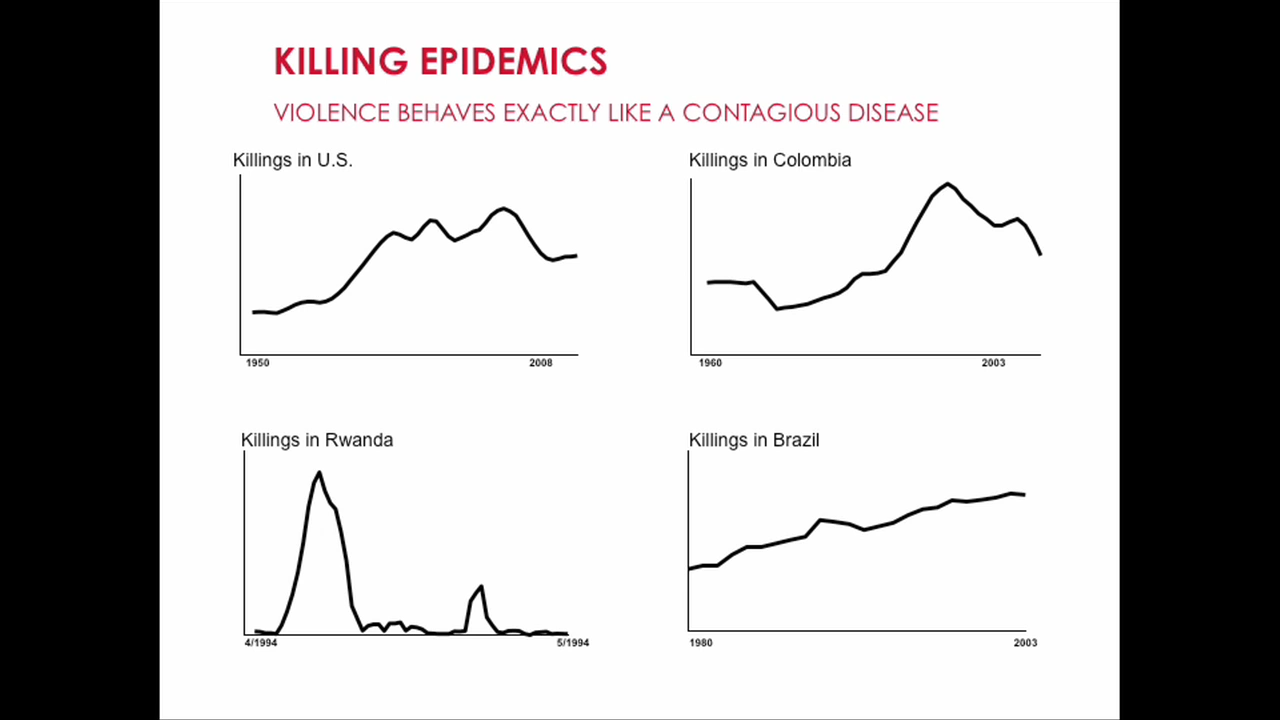 KILLING EPIDEMICS
VIOLENCE BEHAVES EXACTLY LIKE A CONTAGIOUS DISEASE
Killings in U.S.
1950
2008
Killings in Colombia
1960
2003
Killings in Rwanda
4/1994
5/1994
Killings in Brazil
1980
2003